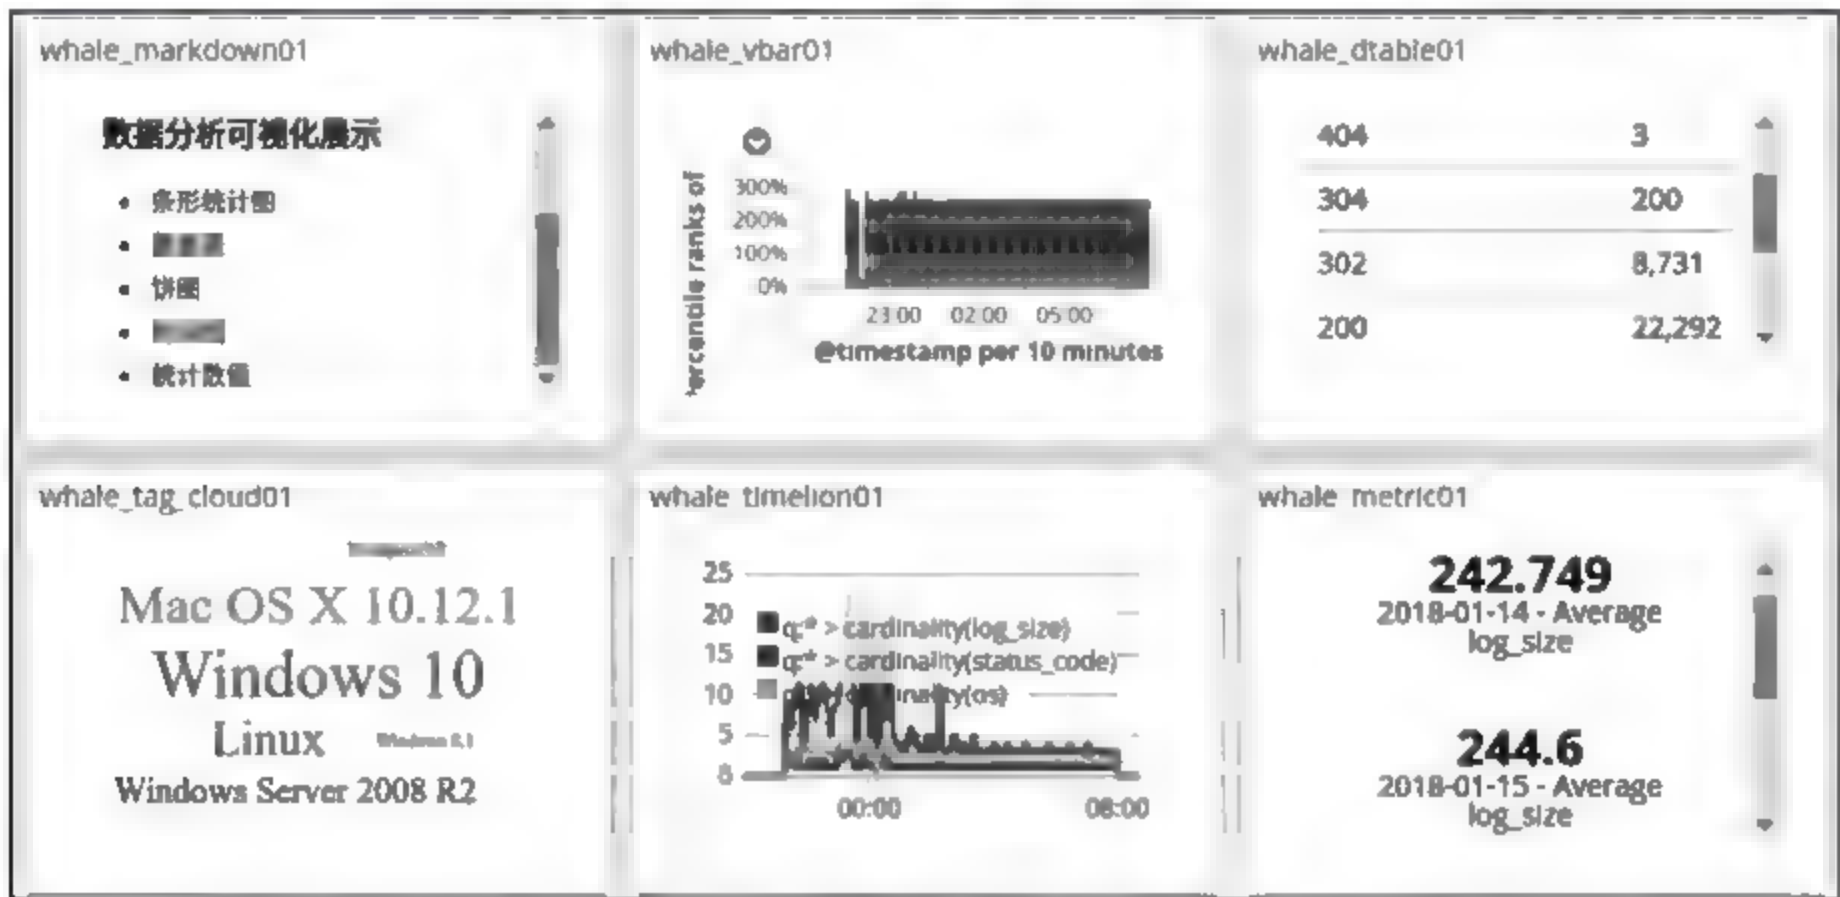 whale_markdown01
数据分析可视化展示
条形统计图
饼图
统计数值
whale_vbar01
300%
200%
100%
0%
ercentile ranks of
23:00 02:00 05:00
@timestamp per 10 minutes
whale_dtable01
404 3
304 200
302 8,731
200 22,292
whale_tag_cloud01
Mac OS X 10.12.1
Windows 10
Linux
Windows Server 2008 R2
whale_timelion01
25
20
15
10
5
0
q:* > cardinality(log_size)
q:* > cardinality(status_code)
00:00 06:00
whale_metric01
242.749
2018-01-14 - Average
log_size
244.6
2018-01-15 - Average
log_size